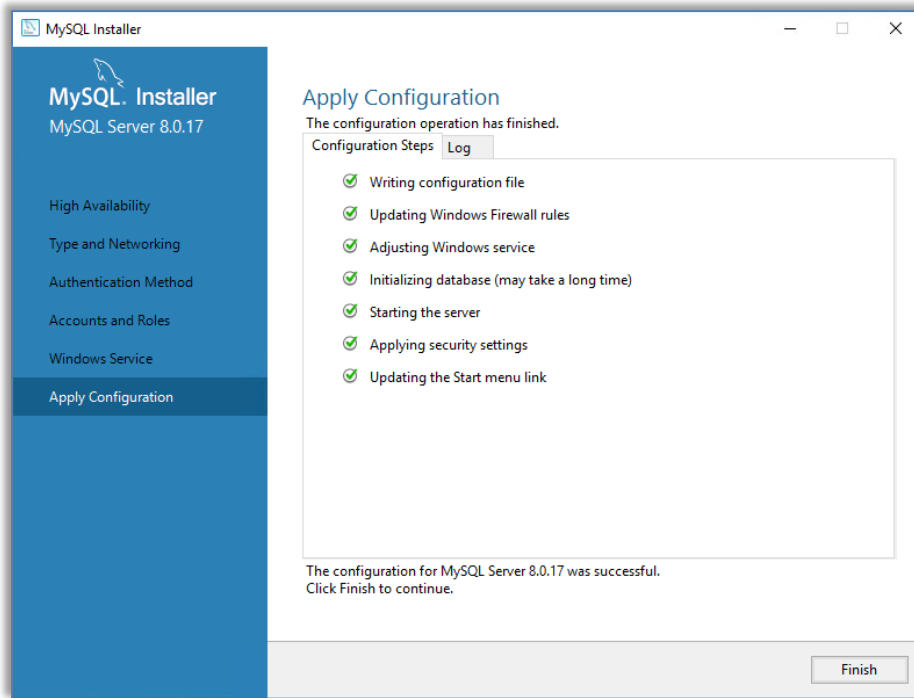 MySQL Installer
MySQL. Installer
MySQL Server 8.0.17
High Availability
Type and Networking
Authentication Method
Accounts and Roles
Windows Service
Apply Configuration
Apply Configuration
The configuration operation has finished.
Configuration Steps
Log
Writing configuration file
Updating Windows Firewall rules
Adjusting Windows service
Initializing database (may take a long time)
Starting the server
Applying security settings
Updating the Start menu link
The configuration for MySQL Server 8.0.17 was successful.
Click Finish to continue.
Finish